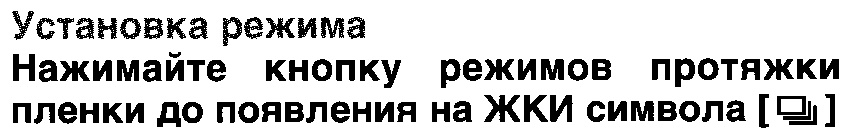 Установка режима
Нажимайте кнопку режимов протяжки
пленки до появления на ЖКИ символа [ ]